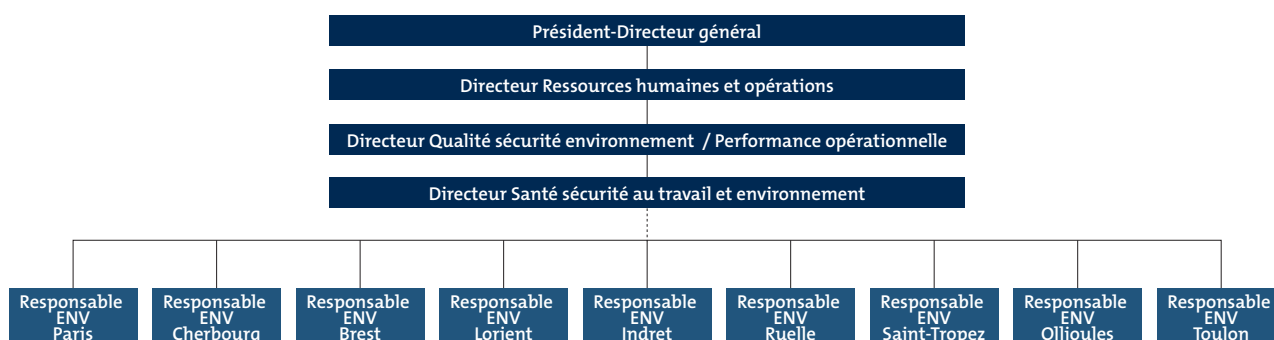 Président-Directeur général
Directeur Ressources humaines et opérations
Directeur Qualité sécurité environnement / Performance opérationnelle
Directeur Santé sécurité au travail et environnement
Responsable
ENV
Paris
Responsable
ENV
Cherbourg
Responsable
ENV
Brest
Responsable
ENV
Lorient
Responsable
ENV
Indret
Responsable
ENV
Ruelle
Responsable
ENV
Saint-Tropez
Responsable
ENV
Ollioules
Responsable
ENV
Toulon